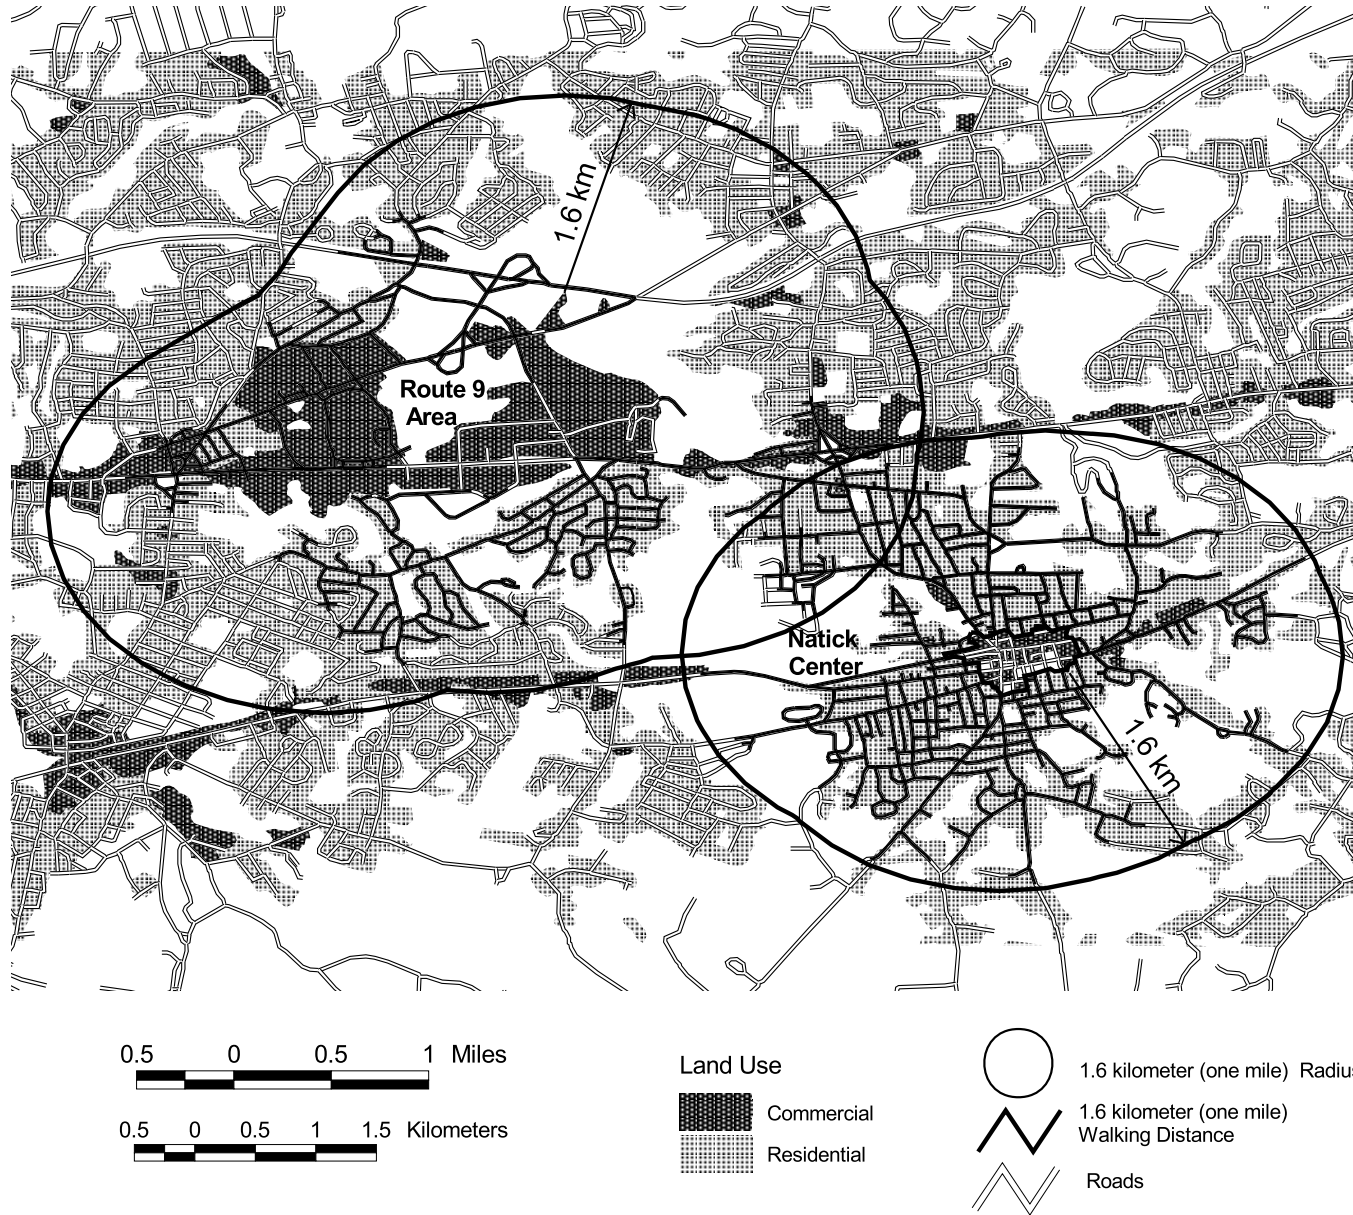 1.6 km
Route 9
Area
Natick
Center
1.6 km
0.5 0 0.5 1 Miles
0.5 0 0.5 1 1.5 Kilometers
Land Use
Commercial
Residential
1.6 kilometer (one mile) Radius
1.6 kilometer (one mile)
Walking Distance
Roads